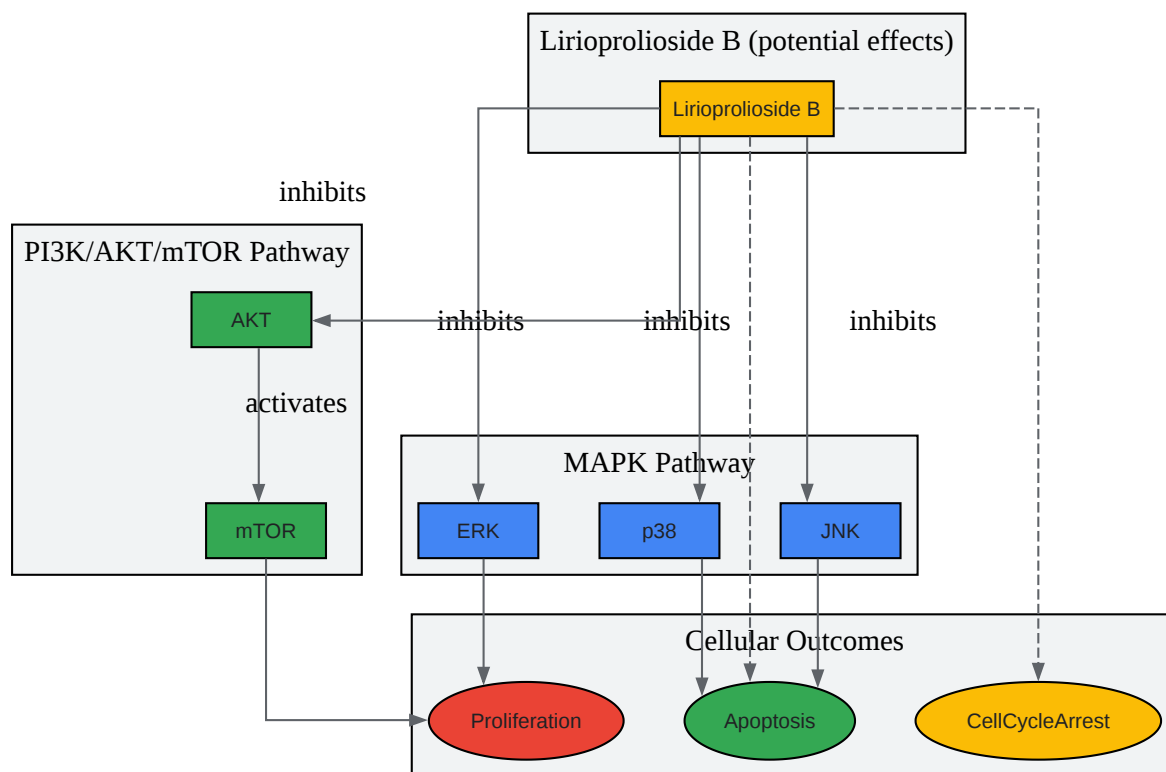 Lirioprolioside B (potential effects)
Lirioprolioside B
inhibits
PI3K/AKT/mTOR Pathway
AKT
inhibits
inhibits
inhibits
activates
MAPK Pathway
mTOR
ERK
p38
JNK
Cellular Outcomes
Proliferation
Apoptosis
CellCycleArrest